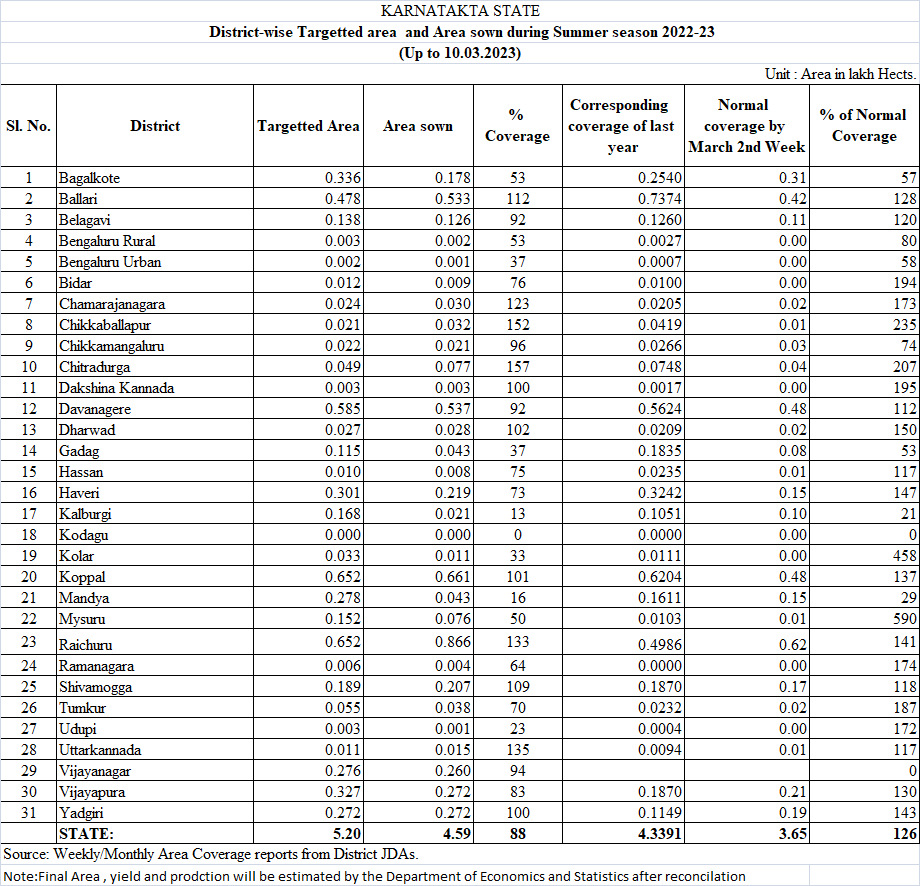 KARNATAKTA STATE
District-wise Targetted area and Area sown during Summer season 2022-23
(Up to 10.03.2023)
Unit : Area in lakh Hects.
Sl. No. District Targetted Area Area sown % Coverage Corresponding coverage of last year Normal coverage by March 2nd Week % of Normal Coverage
1 Bagalkote 0.336 0.178 53 0.2540 0.31 57
2 Ballari 0.478 0.533 112 0.7374 0.42 128
3 Belagavi 0.138 0.126 92 0.1260 0.11 120
4 Bengaluru Rural 0.003 0.002 53 0.0027 0.00 80
5 Bengaluru Urban 0.002 0.001 37 0.0007 0.00 58
6 Bidar 0.012 0.009 76 0.0100 0.00 194
7 Chamarajanagara 0.024 0.030 123 0.0205 0.02 173
8 Chikkaballapur 0.021 0.032 152 0.0419 0.01 235
9 Chikkamangaluru 0.022 0.021 96 0.0266 0.03 74
10 Chitradurga 0.049 0.077 157 0.0748 0.04 207
11 Dakshina Kannada 0.003 0.003 100 0.0017 0.00 195
12 Davanagere 0.585 0.537 92 0.5624 0.48 112
13 Dharwad 0.027 0.028 102 0.0209 0.02 150
14 Gadag 0.115 0.043 37 0.1835 0.08 53
15 Hassan 0.010 0.008 75 0.0235 0.01 117
16 Haveri 0.301 0.219 73 0.3242 0.15 147
17 Kalburgi 0.168 0.021 13 0.1051 0.10 21
18 Kodagu 0.000 0.000 0 0.0000 0.00 0
19 Kolar 0.033 0.011 33 0.0111 0.00 458
20 Koppal 0.652 0.661 101 0.6204 0.48 137
21 Mandya 0.278 0.043 16 0.1611 0.15 29
22 Mysuru 0.152 0.076 50 0.0103 0.01 590
23 Raichuru 0.652 0.866 133 0.4986 0.62 141
24 Ramanagara 0.006 0.004 64 0.0000 0.00 174
25 Shivamogga 0.189 0.207 109 0.1870 0.17 118
26 Tumkur 0.055 0.038 70 0.0232 0.02 187
27 Udupi 0.003 0.001 23 0.0004 0.00 172
28 Uttarkannada 0.011 0.015 135 0.0094 0.01 117
29 Vijayanagar 0.276 0.260 94 0
30 Vijayapura 0.327 0.272 83 0.1870 0.21 130
31 Yadgiri 0.272 0.272 100 0.1149 0.19 143
STATE: 5.20 4.59 88 4.3391 3.65 126
Source: Weekly/Monthly Area Coverage reports from District JDAs.
Note:Final Area , yield and prodction will be estimated by the Department of Economics and Statistics after reconcilation